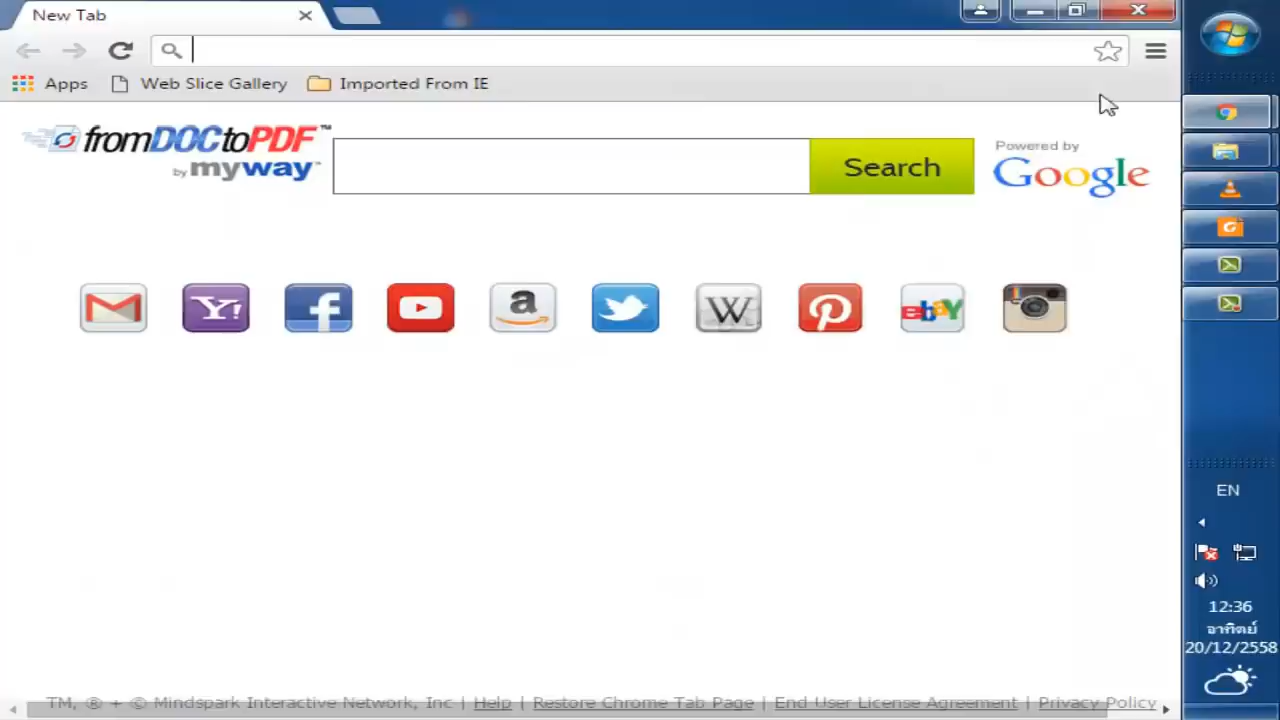 New Tab
Apps
Web Slice Gallery
Imported From IE
fromDOCtoPDF™
by myway™
Search
Powered by
Google
Y!
f
a
W
ebay
EN
12:36
อาทิตย์
20/12/2558
TM, ® + © Mindspark Interactive Network, Inc | Help | Restore Chrome Tab Page | End User License Agreement | Privacy Policy